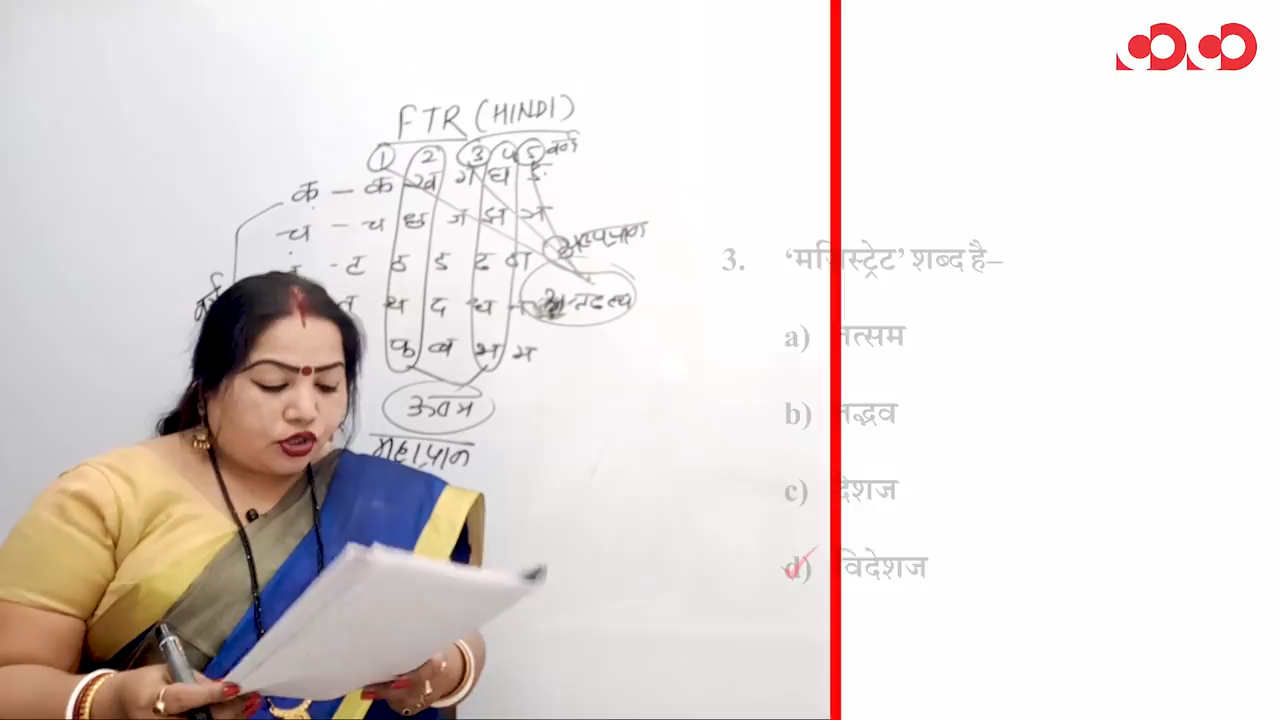 FTR (HINDI)
1 2 3 4 5 वर्ण
क – क ख ग घ ङ
च – च छ ज झ ञ
- ट ठ ड ढ ण
त थ द ध न
फ ब भ म
अल्पप्राण
अन्तःस्थ
ऊष्म
महाप्रान
3. ‘मजिस्ट्रेट’ शब्द है–
a) तत्सम
b) तद्भव
c) देशज
d) विदेशज